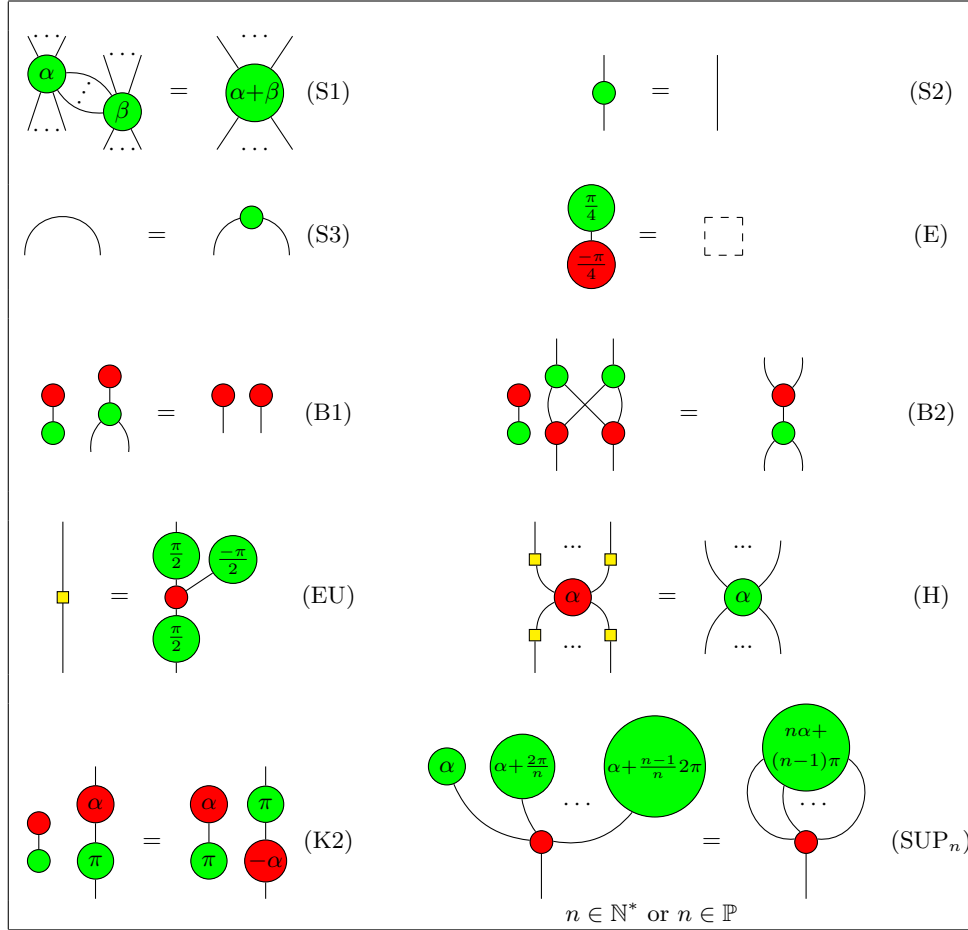 ··· α ··· ··· ··· β ··· = ··· α+β ··· (S1)
= (S2)
= (S3)
π/4 -π/4 = (E)
= (B1)
= (B2)
= π/2 -π/2 π/2 (EU)
... α ... = ... α ... (H)
α π = α π π -α (K2)
α α+2π/n ··· α+n-1/n 2π = nα+ (n-1)π ··· (SUPₙ)
n ∈ ℕ* or n ∈ ℙ